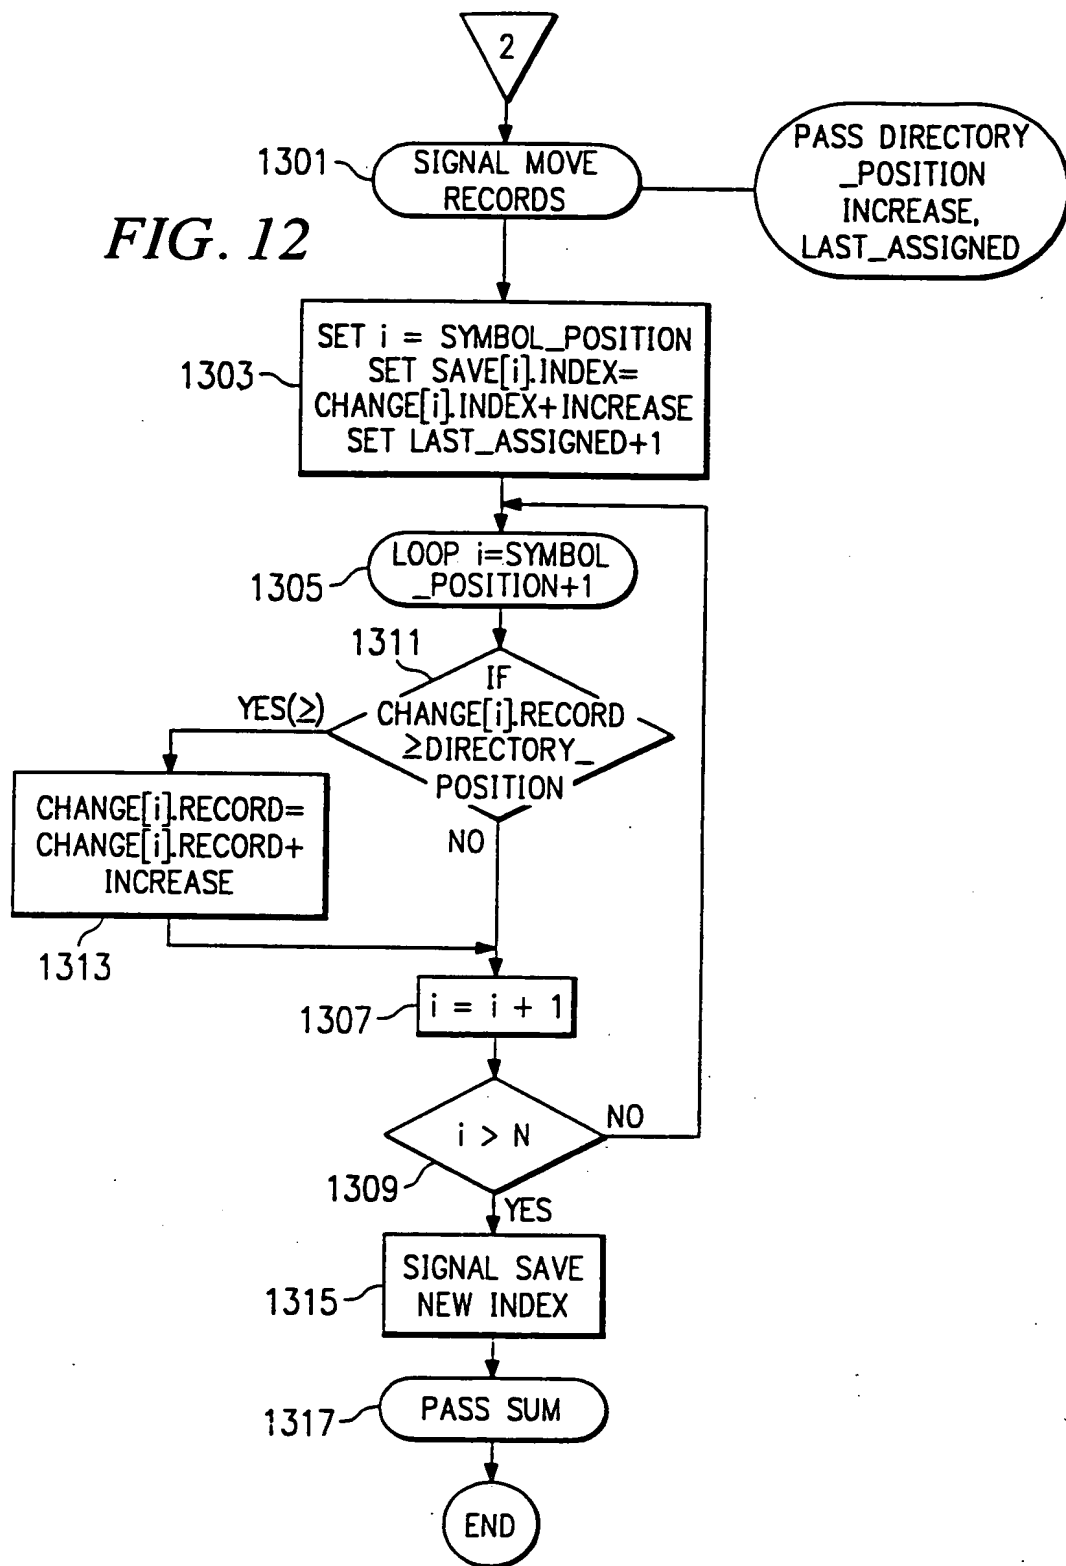 2
1301
SIGNAL MOVE
RECORDS
PASS DIRECTORY
_POSITION
INCREASE,
LAST_ASSIGNED
FIG. 12
1303
SET i = SYMBOL_POSITION
SET SAVE[i].INDEX=
CHANGE[i].INDEX+INCREASE
SET LAST_ASSIGNED+1
1305
LOOP i=SYMBOL
_POSITION+1
1311
IF
CHANGE[i].RECORD
≥DIRECTORY_
POSITION
YES(≥)
NO
CHANGE[i].RECORD=
CHANGE[i].RECORD+
INCREASE
1313
1307
i = i + 1
i > N
NO
1309
YES
1315
SIGNAL SAVE
NEW INDEX
1317
PASS SUM
END